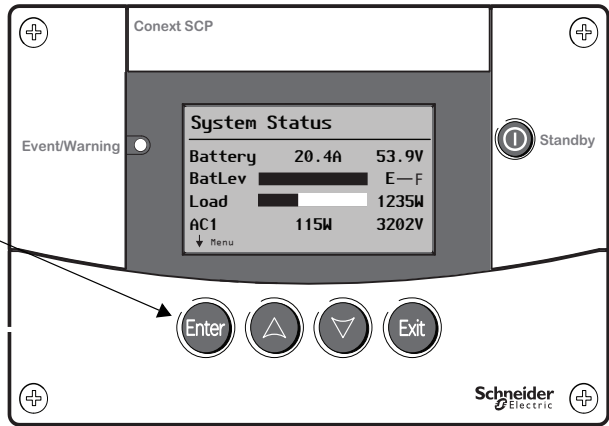 Conext SCP
Event/Warning
Standby
System Status
Battery 20.4A 53.9V
BatLev E—F
Load 1235W
AC1 115W 3202V
Menu
Enter
Exit
Schneider
Electric